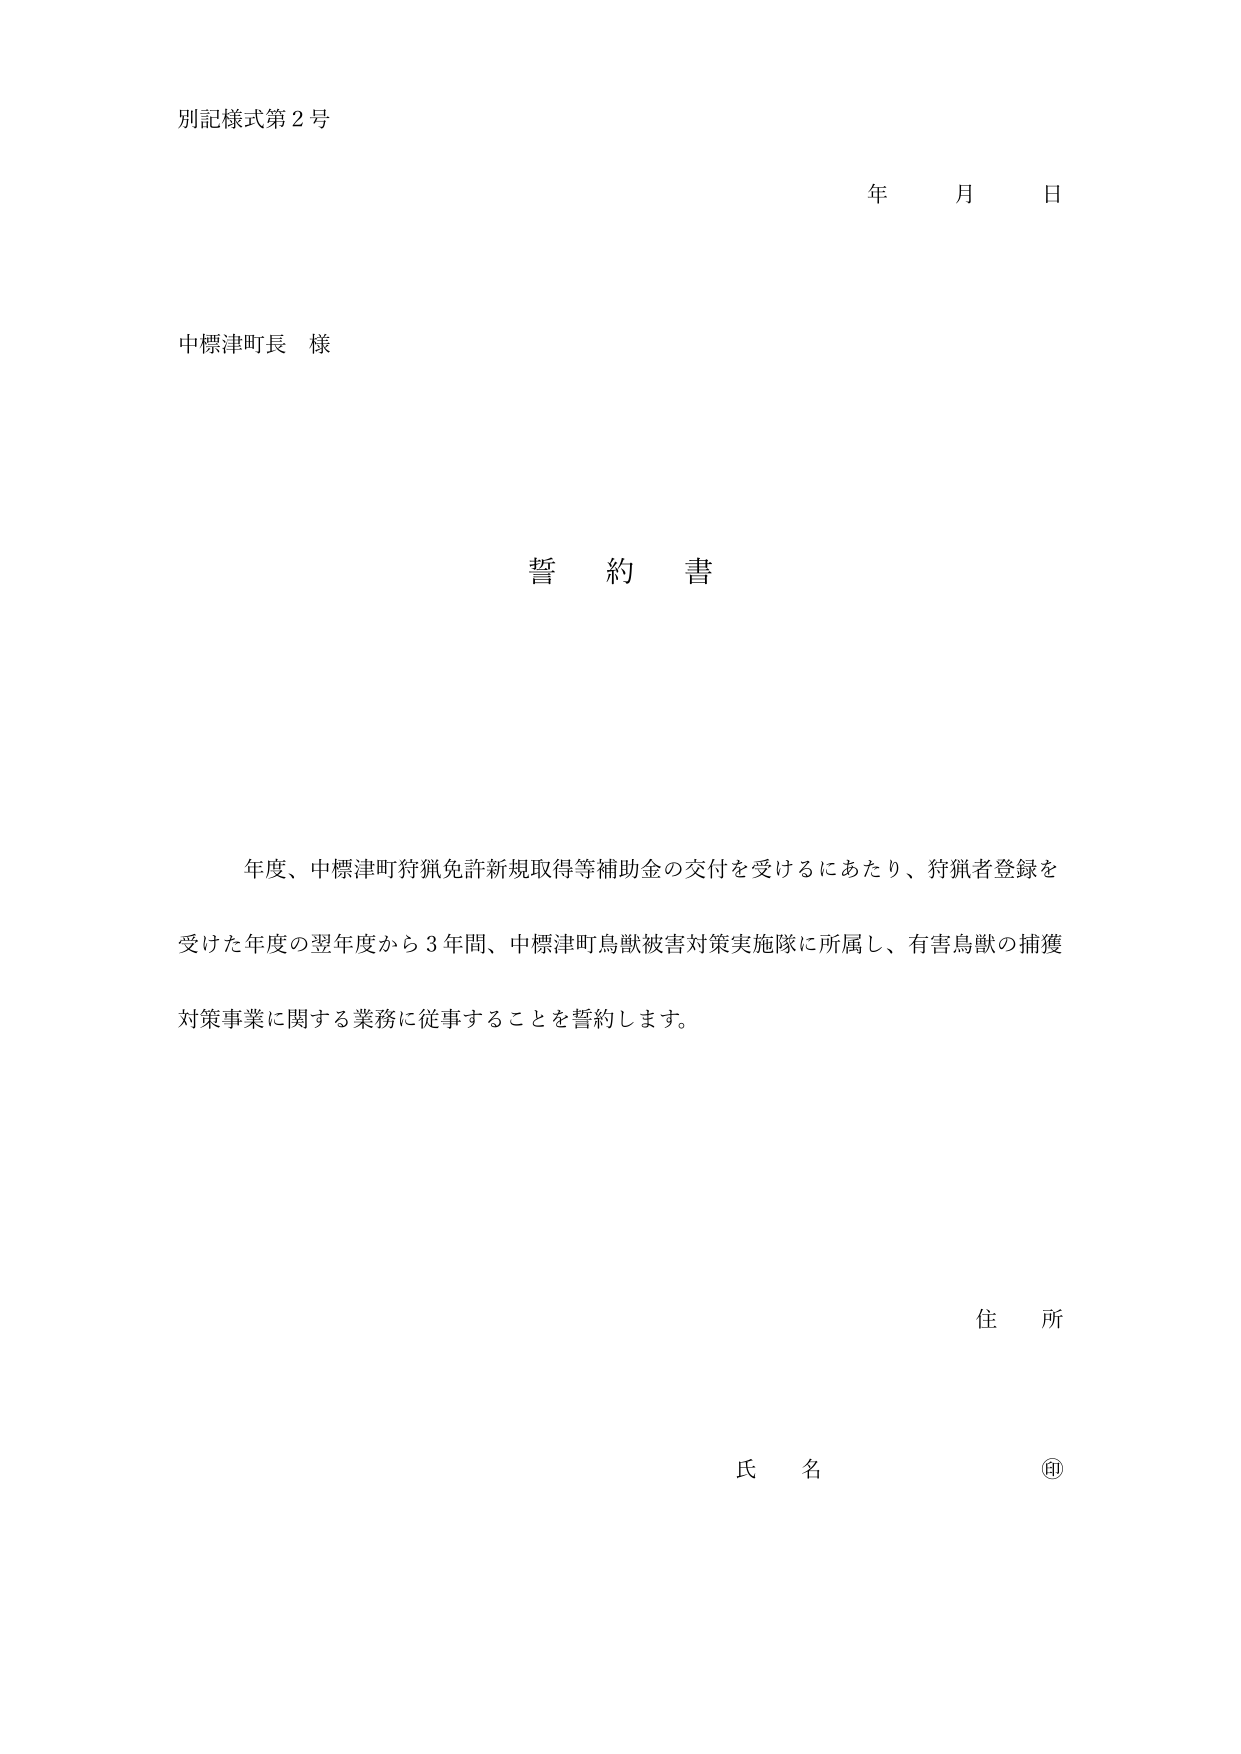 別記様式第２号
年　　　月　　　日
中標津町長　様
誓　約　書
年度、中標津町狩猟免許新規取得等補助金の交付を受けるにあたり、狩猟者登録を
受けた年度の翌年度から３年間、中標津町鳥獣被害対策実施隊に所属し、有害鳥獣の捕獲
対策事業に関する業務に従事することを誓約します。
住　　所
氏　　名　　　　　　　　　　㊞